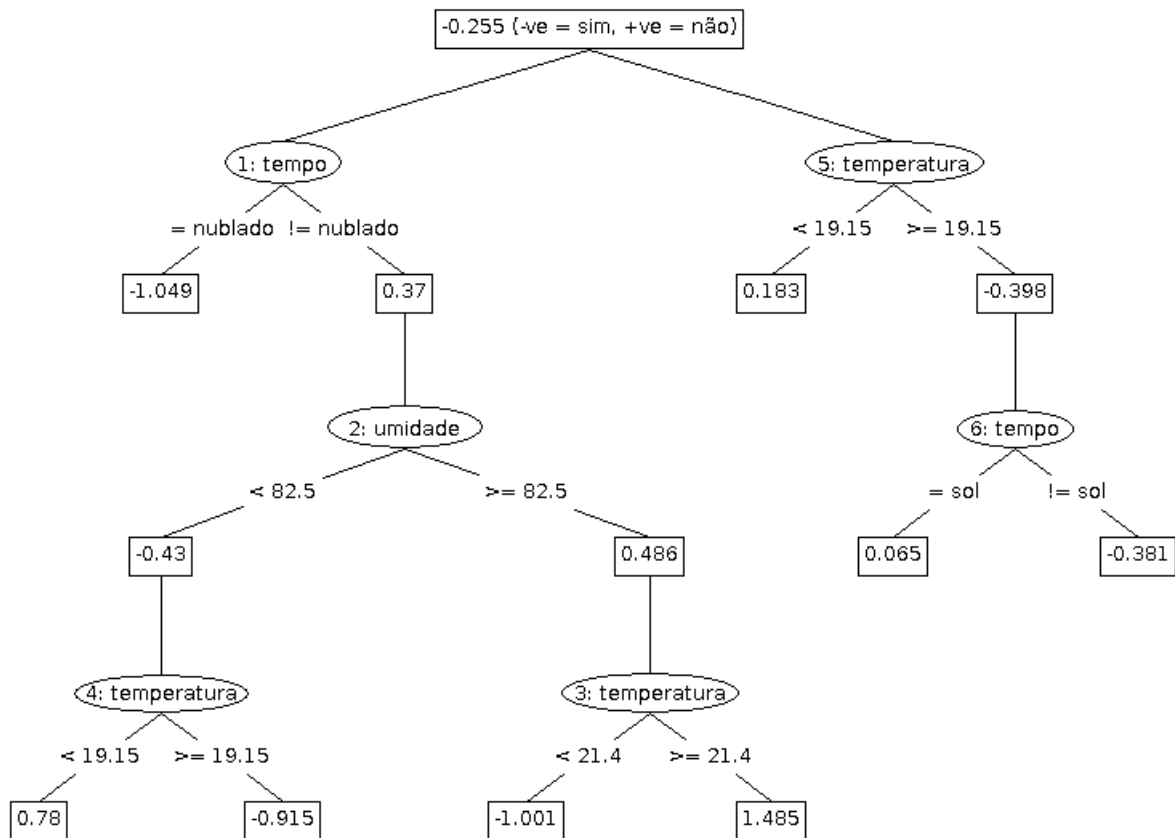 -0.255 (-ve = sim, +ve = não)
1: tempo
5: temperatura
= nublado
!= nublado
< 19.15
>= 19.15
-1.049
0.37
0.183
-0.398
2: umidade
6: tempo
< 82.5
>= 82.5
= sol
!= sol
-0.43
0.486
0.065
-0.381
4: temperatura
3: temperatura
< 19.15
>= 19.15
< 21.4
>= 21.4
0.78
-0.915
-1.001
1.485